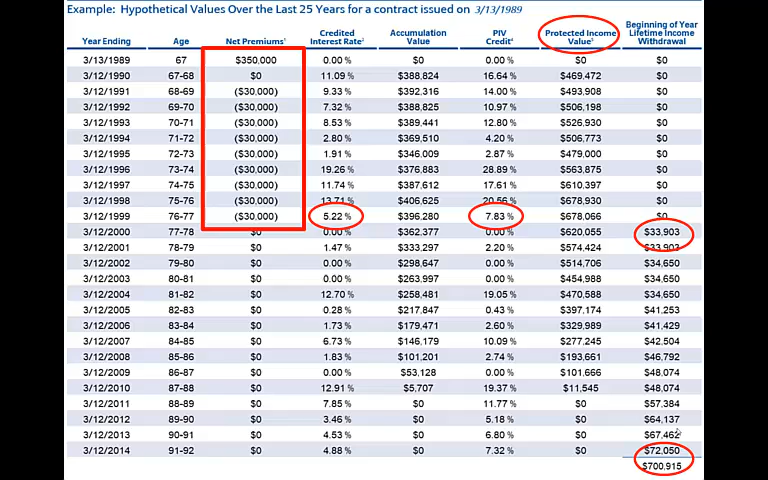 Example: Hypothetical Values Over the Last 25 Years for a contract issued on 3/13/1989
Year Ending Age Net Premiums¹ Credited Interest Rate² Accumulation Value PIV Credit⁴ Protected Income Value⁵ Beginning of Year Lifetime Income Withdrawal
3/13/1989 67 $350,000 0.00 % $0 0.00 % $0 $0
3/12/1990 67-68 $0 11.09 % $388,824 16.64 % $469,472 $0
3/12/1991 68-69 ($30,000) 9.33 % $392,316 14.00 % $493,908 $0
3/12/1992 69-70 ($30,000) 7.32 % $388,825 10.97 % $506,198 $0
3/12/1993 70-71 ($30,000) 8.53 % $389,441 12.80 % $526,930 $0
3/12/1994 71-72 ($30,000) 2.80 % $369,510 4.20 % $506,773 $0
3/12/1995 72-73 ($30,000) 1.91 % $346,009 2.87 % $479,000 $0
3/12/1996 73-74 ($30,000) 19.26 % $376,883 28.89 % $563,875 $0
3/12/1997 74-75 ($30,000) 11.74 % $387,612 17.61 % $610,397 $0
3/12/1998 75-76 ($30,000) 13.71 % $406,625 20.56 % $678,930 $0
3/12/1999 76-77 ($30,000) 5.22 % $396,280 7.83 % $678,066 $0
3/12/2000 77-78 $0 0.00 % $362,377 0.00 % $620,055 $33,903
3/12/2001 78-79 $0 1.47 % $333,297 2.20 % $574,424 $33,903
3/12/2002 79-80 $0 0.00 % $298,647 0.00 % $514,706 $34,650
3/12/2003 80-81 $0 0.00 % $263,997 0.00 % $454,988 $34,650
3/12/2004 81-82 $0 12.70 % $258,481 19.05 % $470,588 $34,650
3/12/2005 82-83 $0 0.28 % $217,847 0.43 % $397,174 $41,253
3/12/2006 83-84 $0 1.73 % $179,471 2.60 % $329,989 $41,429
3/12/2007 84-85 $0 6.73 % $146,179 10.09 % $277,245 $42,504
3/12/2008 85-86 $0 1.83 % $101,201 2.74 % $193,661 $46,792
3/12/2009 86-87 $0 0.00 % $53,128 0.00 % $101,666 $48,074
3/12/2010 87-88 $0 12.91 % $5,707 19.37 % $11,545 $48,074
3/12/2011 88-89 $0 7.85 % $0 11.77 % $0 $57,384
3/12/2012 89-90 $0 3.46 % $0 5.18 % $0 $64,137
3/12/2013 90-91 $0 4.53 % $0 6.80 % $0 $67,462
3/12/2014 91-92 $0 4.88 % $0 7.32 % $0 $72,050
$700,915